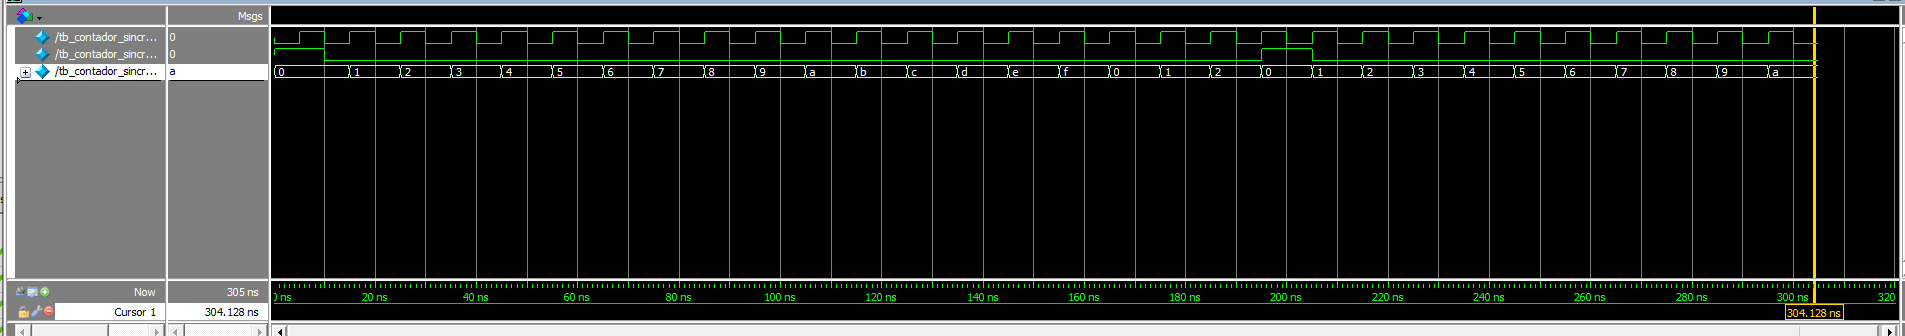 Msgs
/tb_contador_sincr... 0
/tb_contador_sincr... 0
/tb_contador_sincr... a 0 1 2 3 4 5 6 7 8 9 a b c d e f 0 1 2 0 1 2 3 4 5 6 7 8 9 a
Now 305 ns ns 20 ns 40 ns 60 ns 80 ns 100 ns 120 ns 140 ns 160 ns 180 ns 200 ns 220 ns 240 ns 260 ns 280 ns 300 ns 320
Cursor 1 304.128 ns 304.128 ns